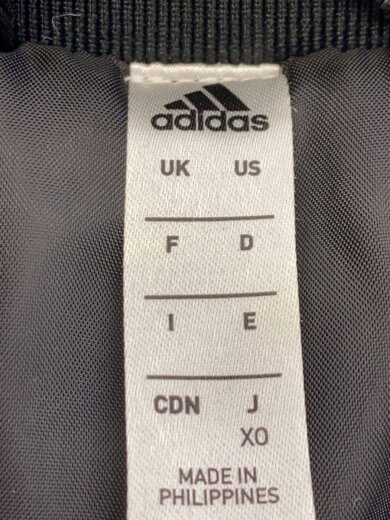 adidas
UK US
F D
I E
CDN J
XO
MADE IN
PHILIPPINES